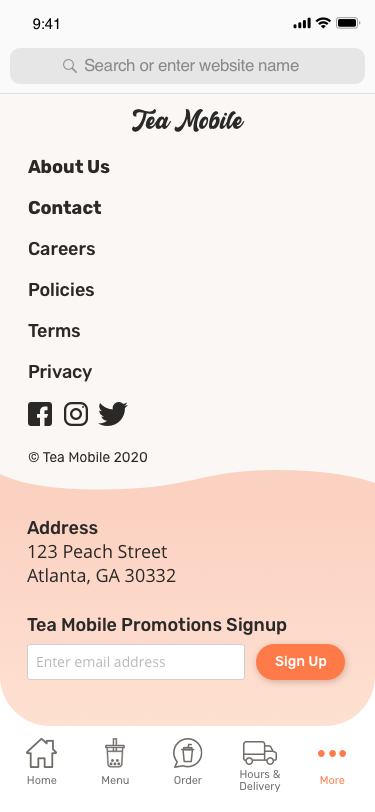 9:41
Search or enter website name
Tea Mobile
About Us
Contact
Careers
Policies
Terms
Privacy
© Tea Mobile 2020
Address
123 Peach Street
Atlanta, GA 30332
Tea Mobile Promotions Signup
Enter email address
Sign Up
Home
Menu
Order
Hours &
Delivery
More